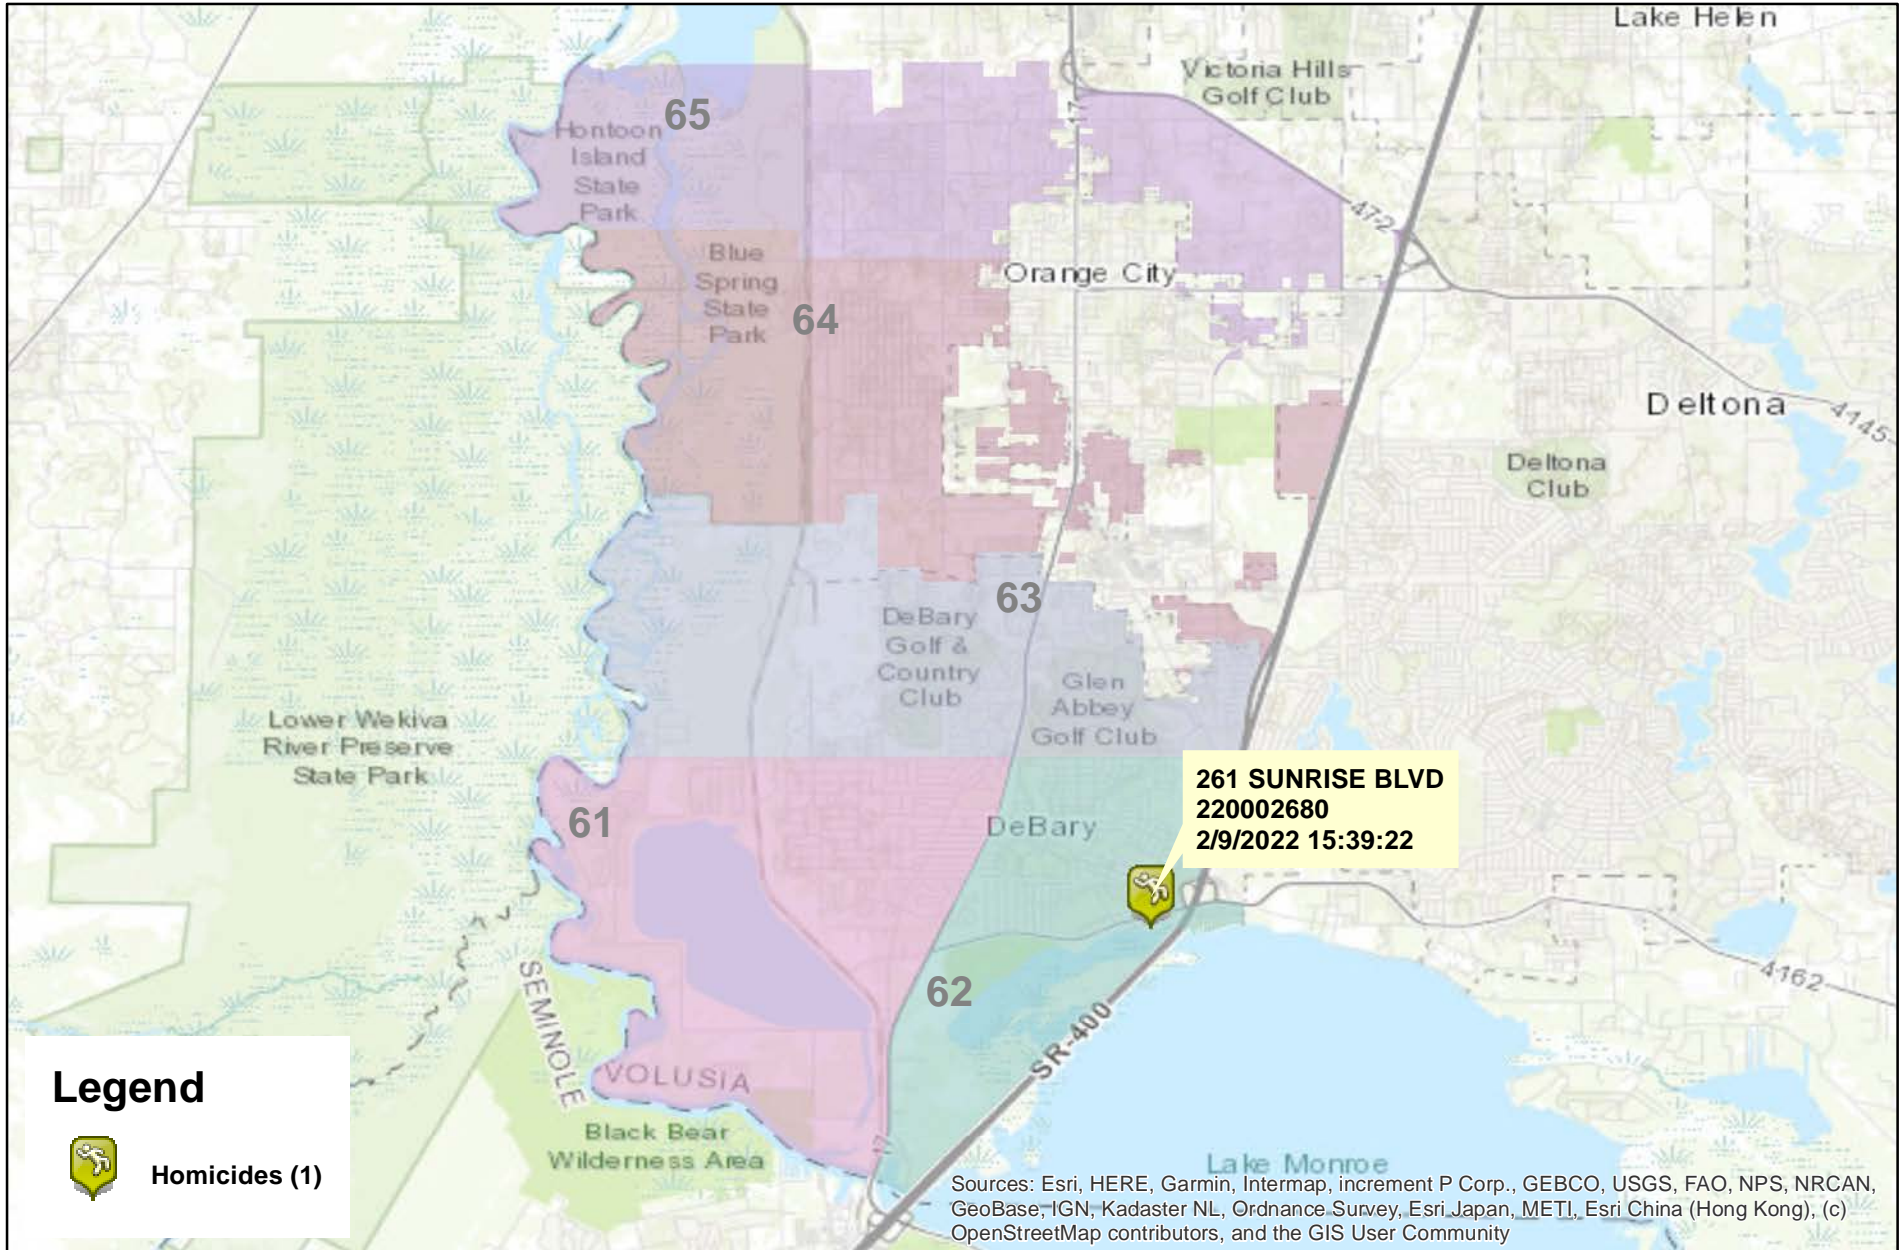 Lake Helen
Victoria Hills
Golf Club
17
65
Hontoon
Island
State
Park
472
Blue
Spring
State
Park
64
Orange City
Deltona
4145
Deltona
Club
63
DeBary
Golf &
Country
Club
Glen
Abbey
Golf Club
Lower Wekiva
River Preserve
State Park
261 SUNRISE BLVD
220002680
2/9/2022 15:39:22
61
DeBary
62
4162
SR-400
SEMINOLE
VOLUSIA
Black Bear
Wilderness Area
17
Lake Monroe
Legend
Homicides (1)
Sources: Esri, HERE, Garmin, Intermap, increment P Corp., GEBCO, USGS, FAO, NPS, NRCAN,
GeoBase, IGN, Kadaster NL, Ordnance Survey, Esri Japan, METI, Esri China (Hong Kong), (c)
OpenStreetMap contributors, and the GIS User Community